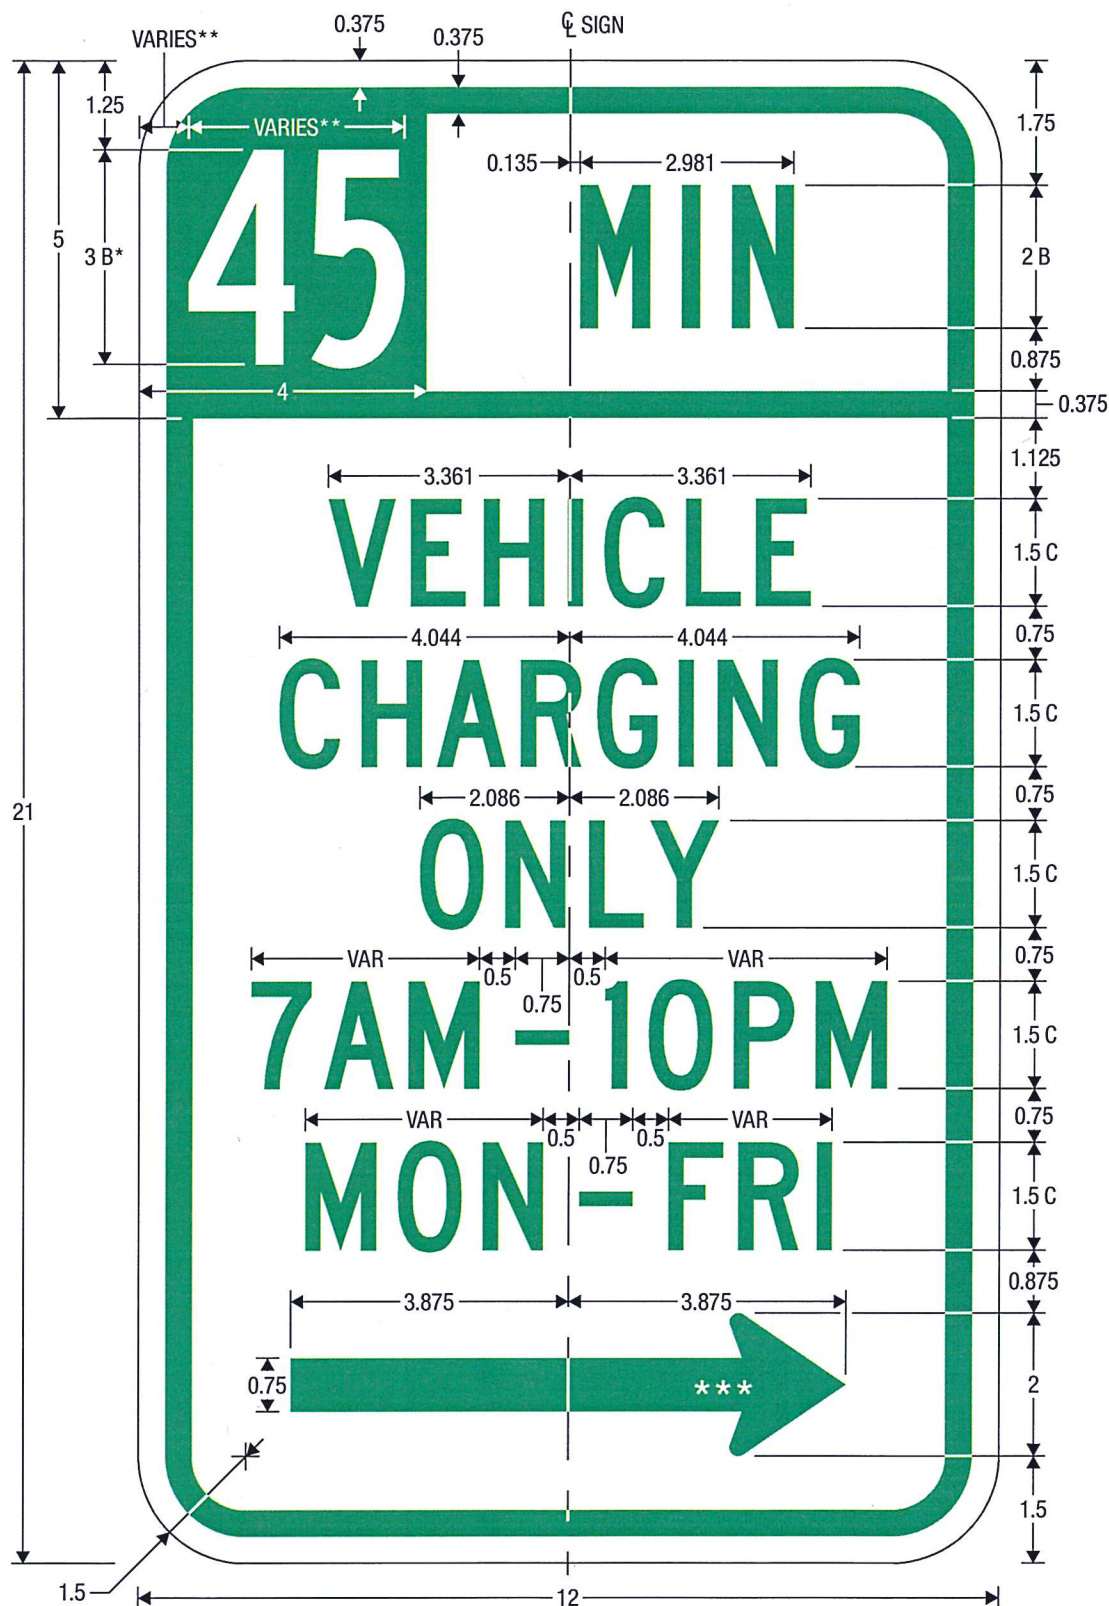 ℄ SIGN
0.375
0.375
VARIES**
1.25
VARIES**
1.75
0.135
2.981
45
MIN
5
3 B*
2 B
0.875
4
0.375
1.125
3.361
3.361
VEHICLE
1.5 C
4.044
4.044
0.75
CHARGING
1.5 C
2.086
2.086
0.75
21
ONLY
1.5 C
VAR
0.5
0.75
0.5
VAR
0.75
7AM – 10PM
1.5 C
VAR
0.5
0.75
0.5
VAR
0.75
MON – FRI
1.5 C
3.875
3.875
0.875
0.75
***
2
1.5
1.5
12